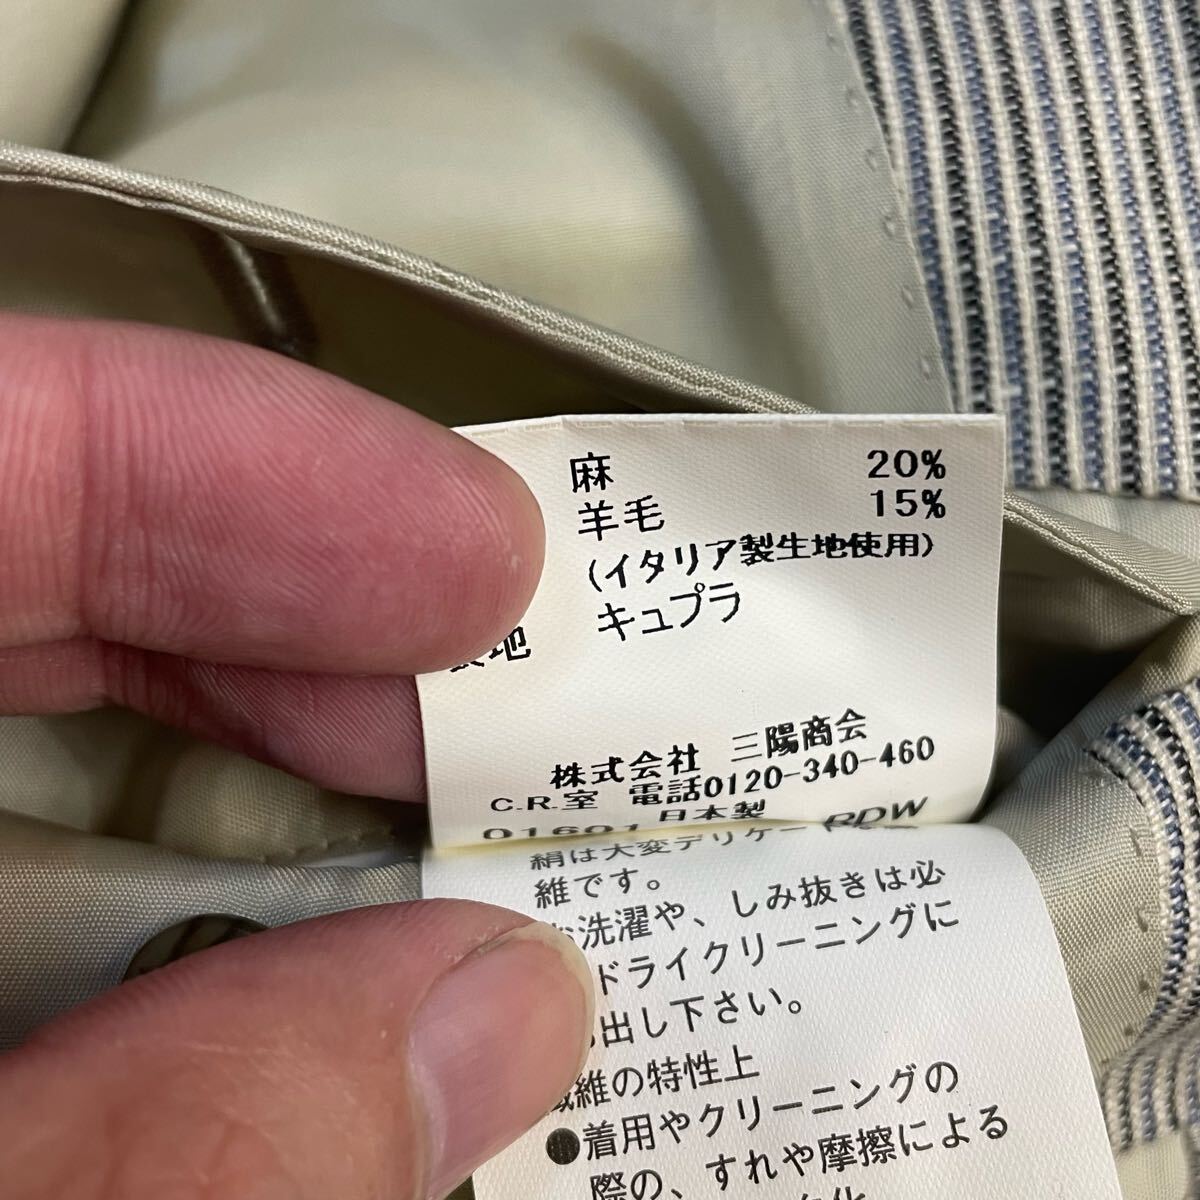 麻 20%
羊毛 15%
(イタリア製生地使用)
地 キュプラ
株式会社 三陽商会
C.R.室 電話0120-340-460
01601 日本製 RDW
絹は大変デリケー
維です。
洗濯や、しみ抜きは必
ドライクリーニングに
出し下さい。
維の特性上
●着用やクリーニングの
際の、すれや摩擦による